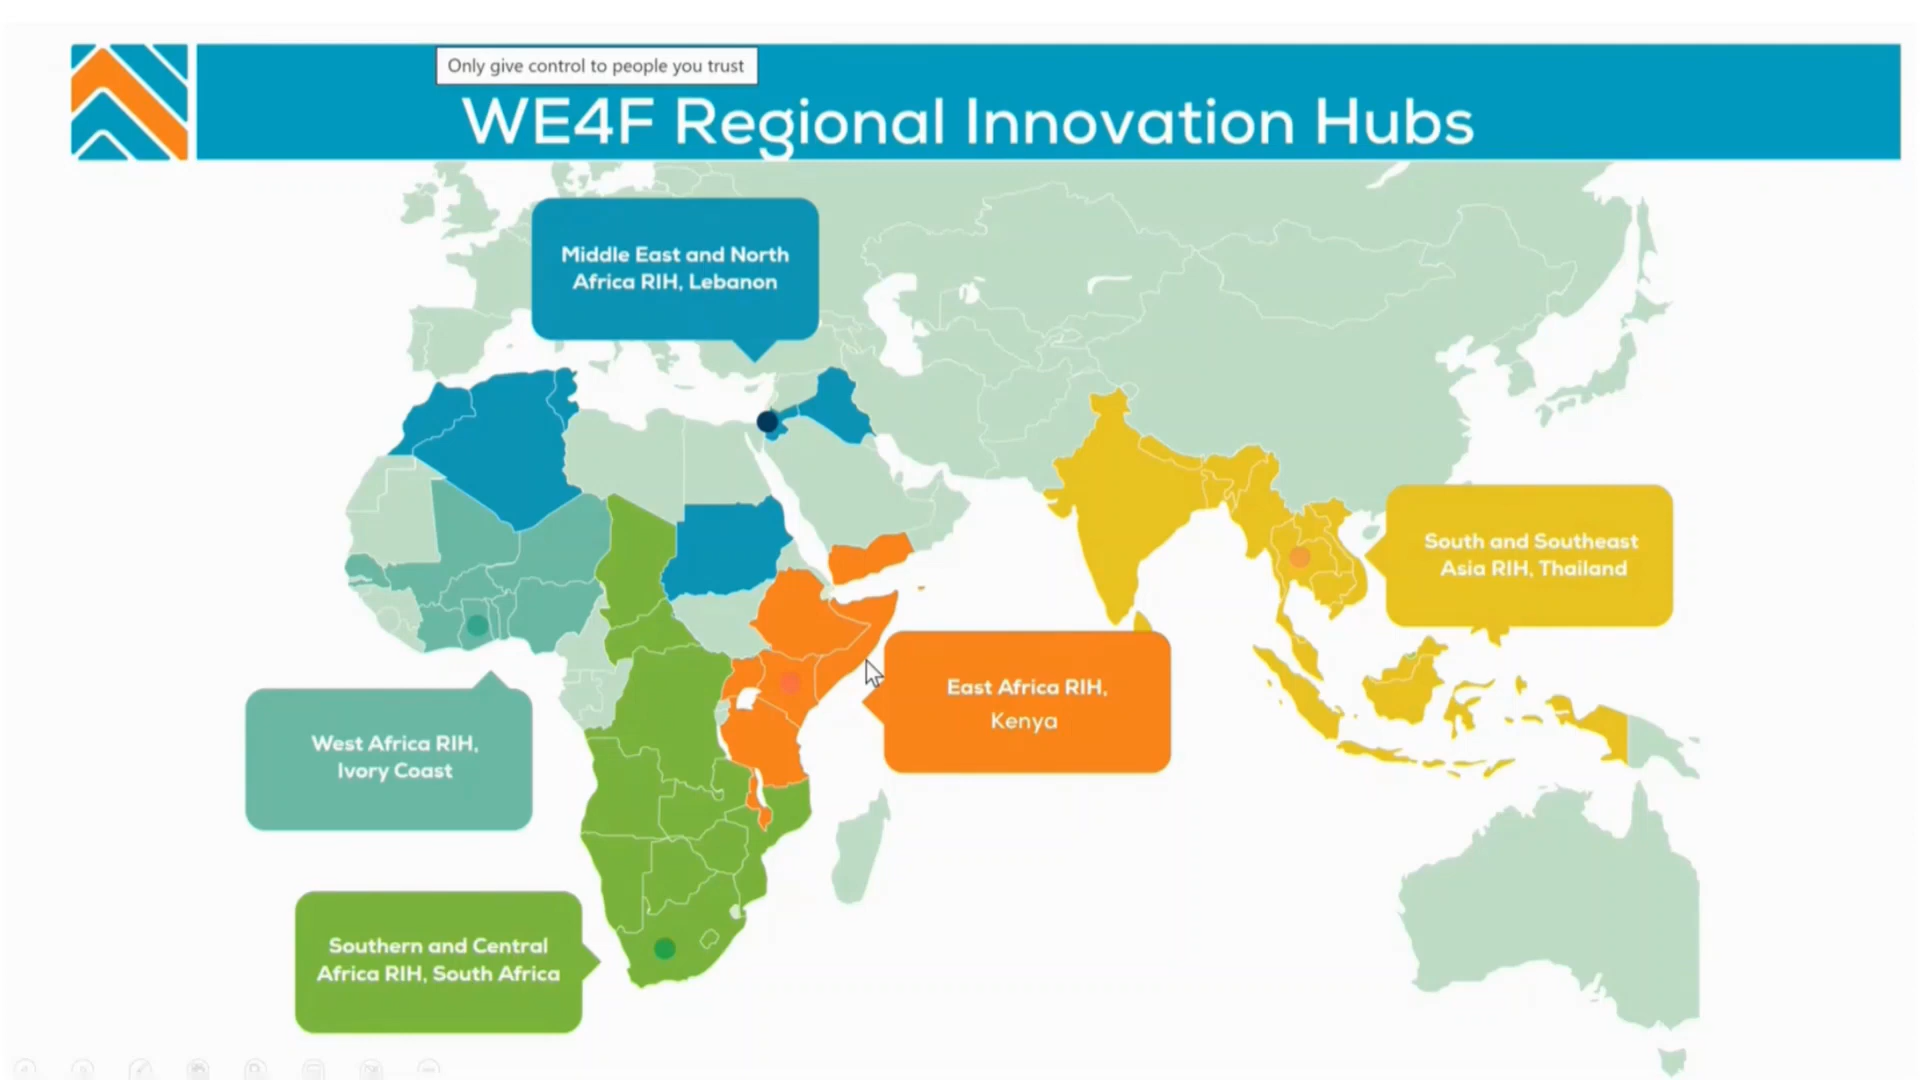 Only give control to people you trust
WE4F Regional Innovation Hubs
Middle East and North
Africa RIH, Lebanon
South and Southeast
Asia RIH, Thailand
East Africa RIH,
Kenya
West Africa RIH,
Ivory Coast
Southern and Central
Africa RIH, South Africa